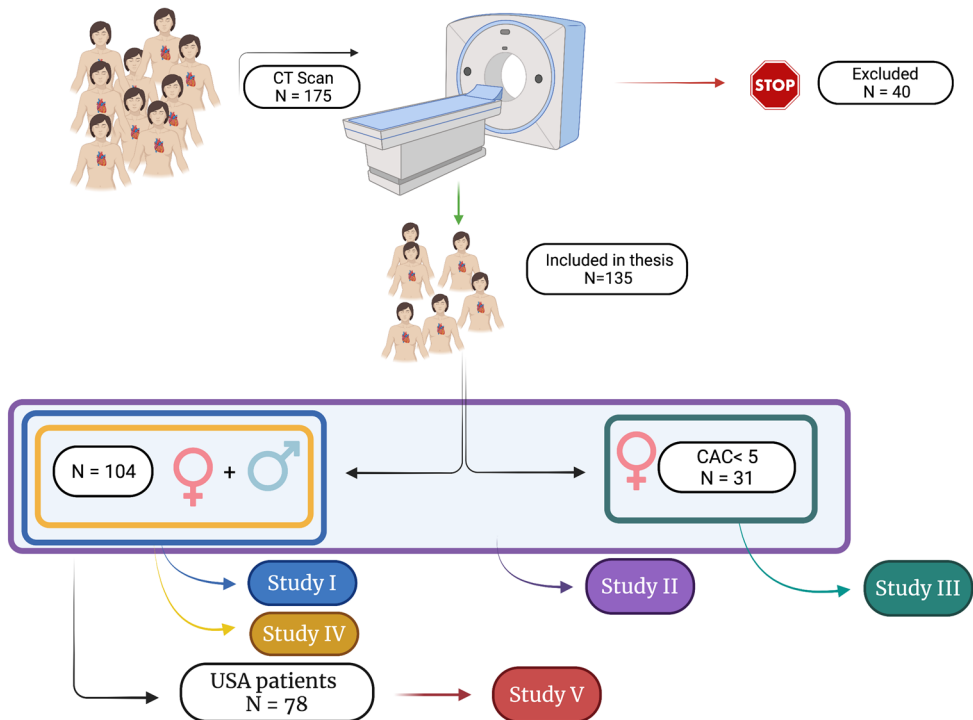 CT Scan
N = 175
STOP
Excluded
N = 40
Included in thesis
N=135
N = 104
+
CAC< 5
N = 31
Study I
Study II
Study III
Study IV
USA patients
N = 78
Study V